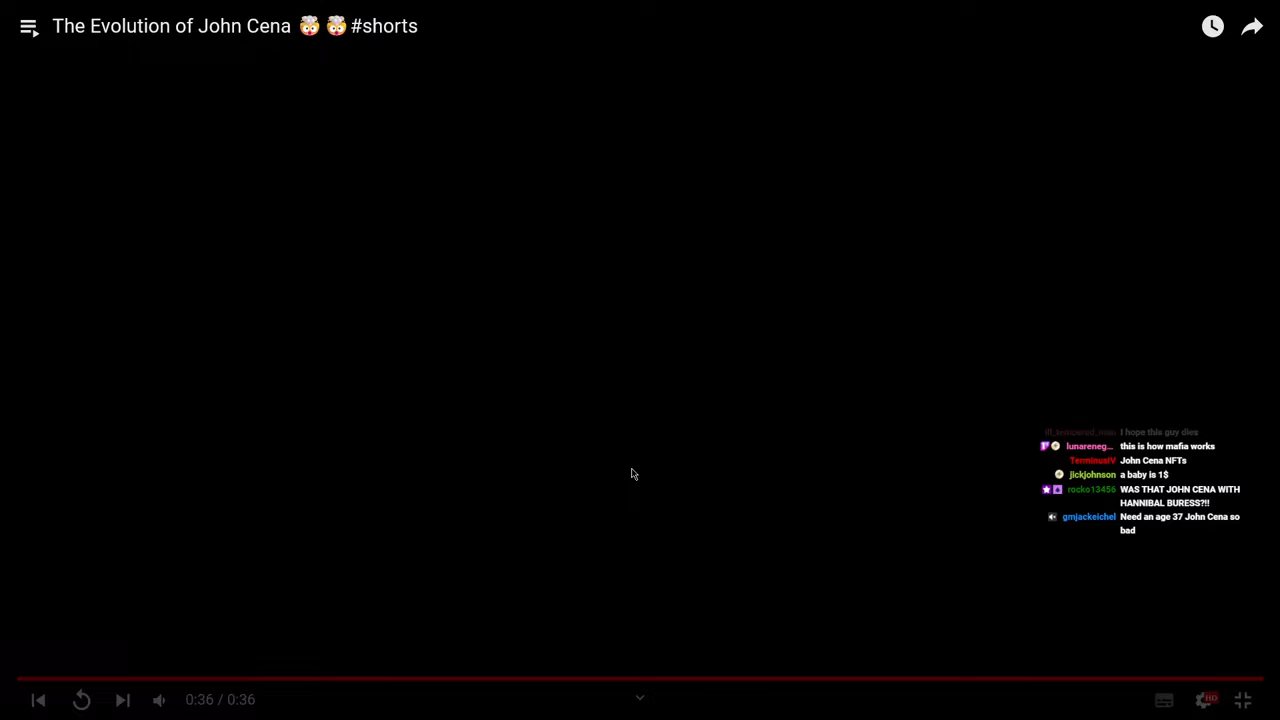 The Evolution of John Cena 🤯 🤯 #shorts
ill_tempered_man I hope this guy dies
lunareneg... this is how mafia works
TerminusIV John Cena NFTs
jickjohnson a baby is 1$
rocko13456 WAS THAT JOHN CENA WITH
HANNIBAL BURESS?!!
gmjackeichel Need an age 37 John Cena so
bad
0:36 / 0:36
HD